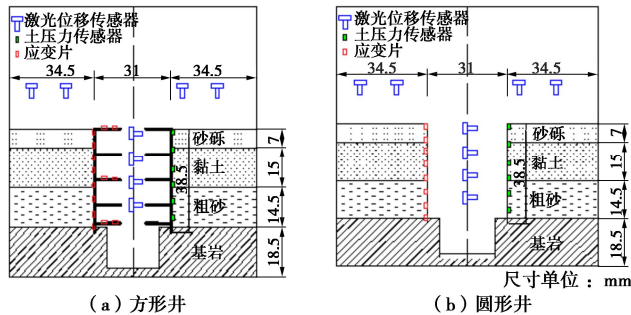 激光位移传感器
土压力传感器
应变片
34.5 31 34.5
砂砾
黏土
粗砂
基岩
38.5
7
15
14.5
18.5
(a)方形井
激光位移传感器
土压力传感器
应变片
34.5 31 34.5
砂砾
黏土
粗砂
基岩
38.5
7
15
14.5
18.5
尺寸单位：mm
(b)圆形井